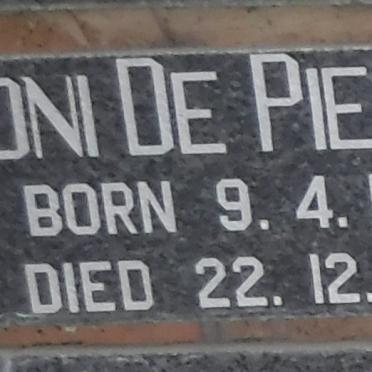 ONI DE PIE
BORN 9. 4.
DIED 22. 12.